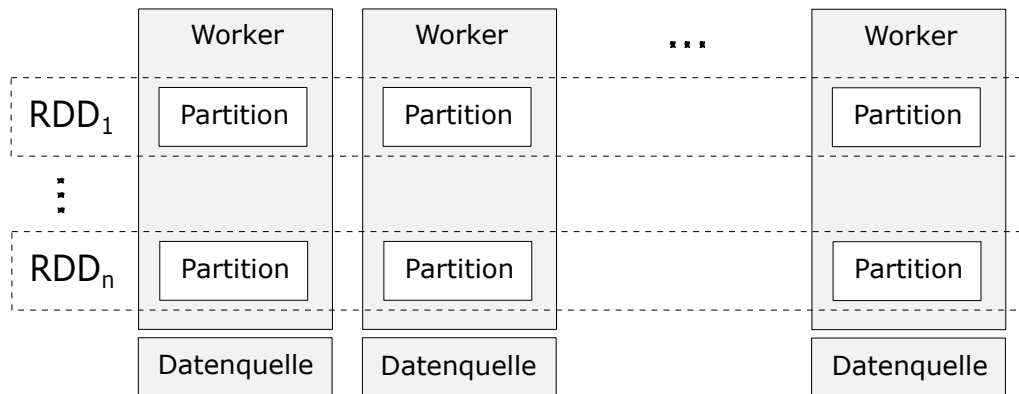 Worker Worker ... Worker
RDD1 Partition Partition Partition
...
RDDn Partition Partition Partition
Datenquelle Datenquelle Datenquelle